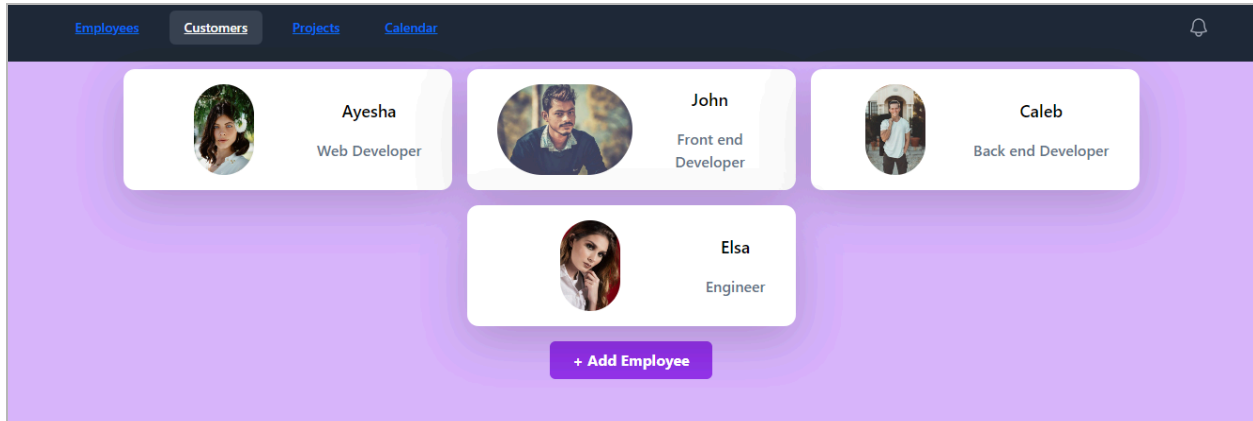 Employees Customers Projects Calendar
Ayesha
Web Developer
John
Front end
Developer
Caleb
Back end Developer
Elsa
Engineer
+ Add Employee